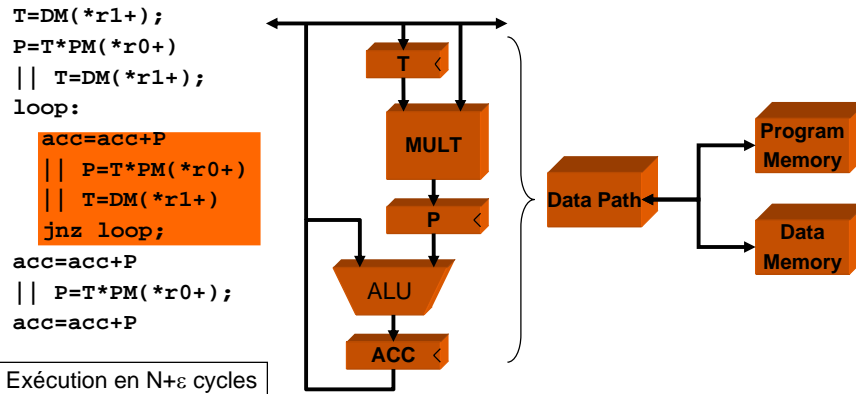 T=DM(*r1+);
P=T*PM(*r0+)
|| T=DM(*r1+);
loop:
acc=acc+P
|| P=T*PM(*r0+)
|| T=DM(*r1+)
jnz loop;
acc=acc+P
|| P=T*PM(*r0+);
acc=acc+P
Exécution en N+ε cycles
T
MULT
P
ALU
ACC
Data Path
Program
Memory
Data
Memory